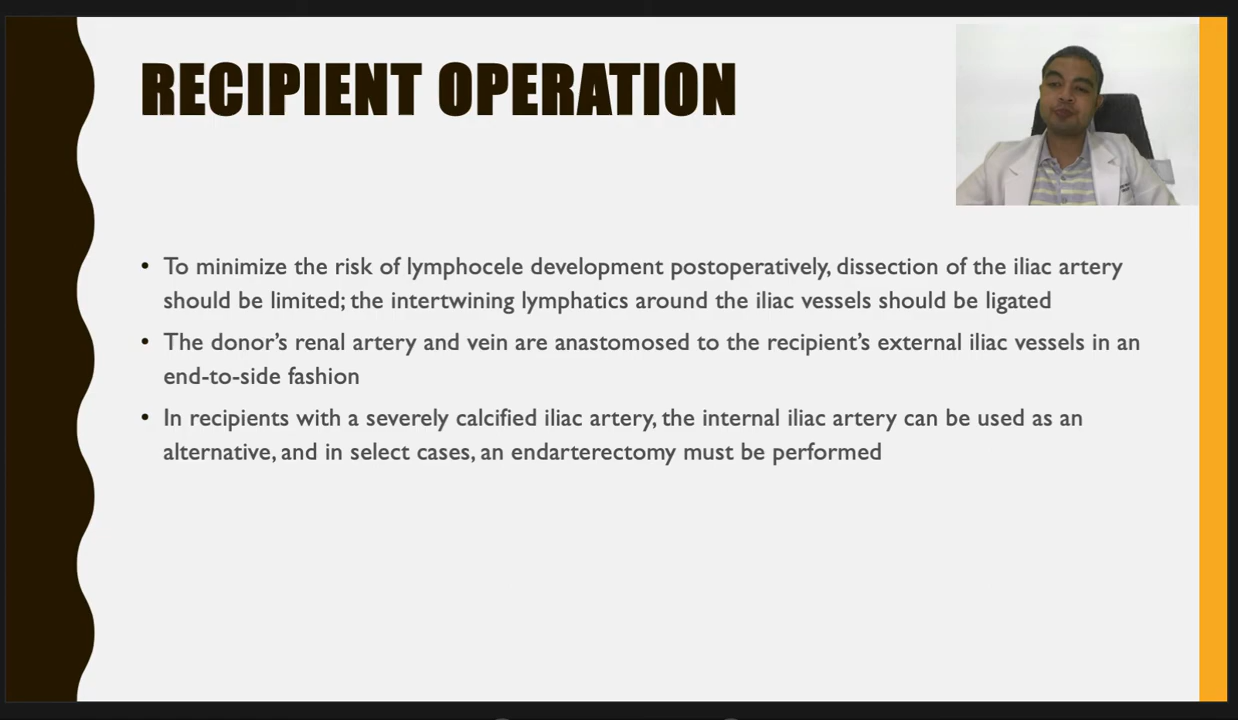 RECIPIENT OPERATION
• To minimize the risk of lymphocele development postoperatively, dissection of the iliac artery
should be limited; the intertwining lymphatics around the iliac vessels should be ligated
• The donor’s renal artery and vein are anastomosed to the recipient’s external iliac vessels in an
end-to-side fashion
• In recipients with a severely calcified iliac artery, the internal iliac artery can be used as an
alternative, and in select cases, an endarterectomy must be performed